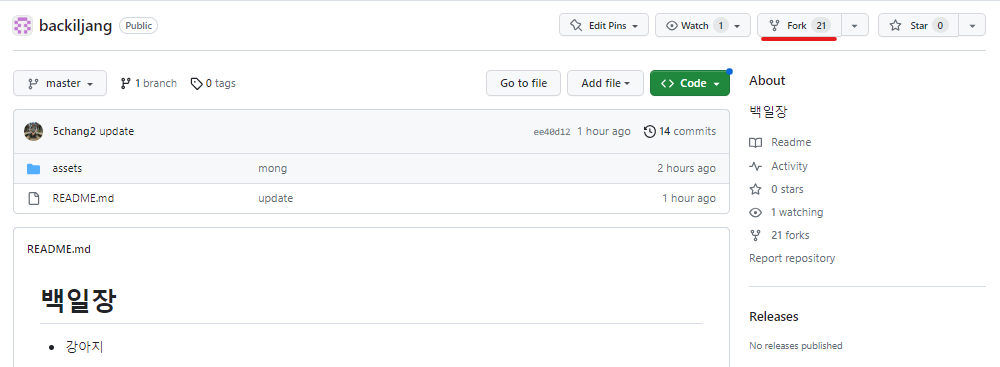 backiljang Public Edit Pins Watch 1 Fork 21 Star 0
master 1 branch 0 tags Go to file Add file Code
5chang2 update ee40d12 1 hour ago 14 commits
assets mong 2 hours ago
README.md update 1 hour ago
README.md
백일장
강아지
About
백일장
Readme
Activity
0 stars
1 watching
21 forks
Report repository
Releases
No releases published